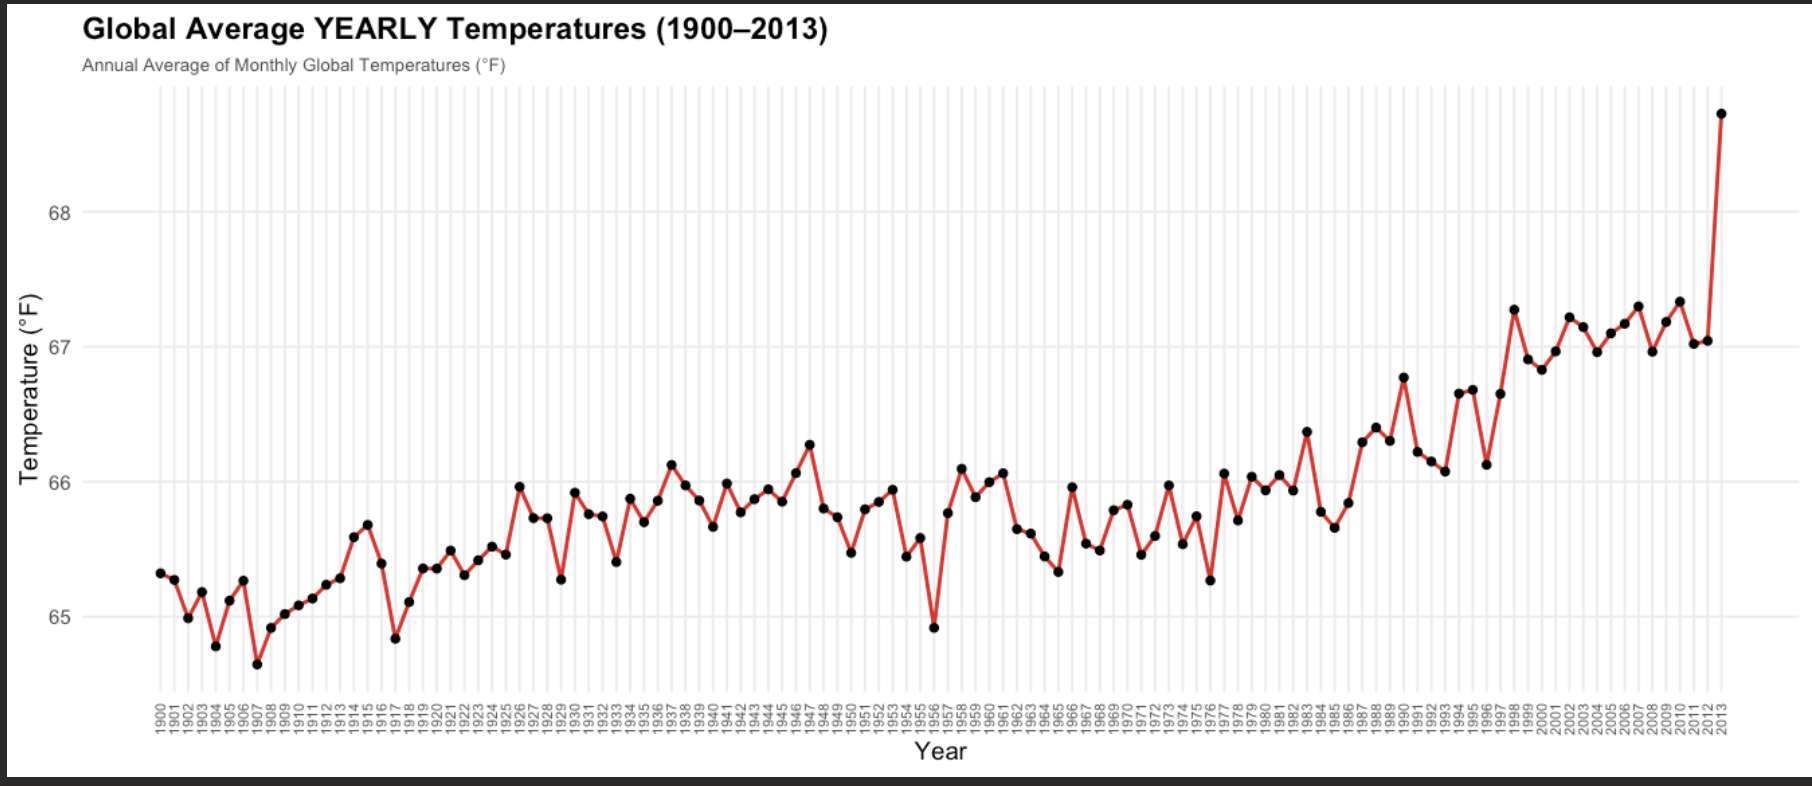 Global Average YEARLY Temperatures (1900–2013)
Annual Average of Monthly Global Temperatures (°F)
Temperature (°F)
68
67
66
65
1900 1901 1902 1903 1904 1905 1906 1907 1908 1909 1910 1911 1912 1913 1914 1915 1916 1917 1918 1919 1920 1921 1922 1923 1924 1925 1926 1927 1928 1929 1930 1931 1932 1933 1934 1935 1936 1937 1938 1939 1940 1941 1942 1943 1944 1945 1946 1947 1948 1949 1950 1951 1952 1953 1954 1955 1956 1957 1958 1959 1960 1961 1962 1963 1964 1965 1966 1967 1968 1969 1970 1971 1972 1973 1974 1975 1976 1977 1978 1979 1980 1981 1982 1983 1984 1985 1986 1987 1988 1989 1990 1991 1992 1993 1994 1995 1996 1997 1998 1999 2000 2001 2002 2003 2004 2005 2006 2007 2008 2009 2010 2011 2012 2013
Year